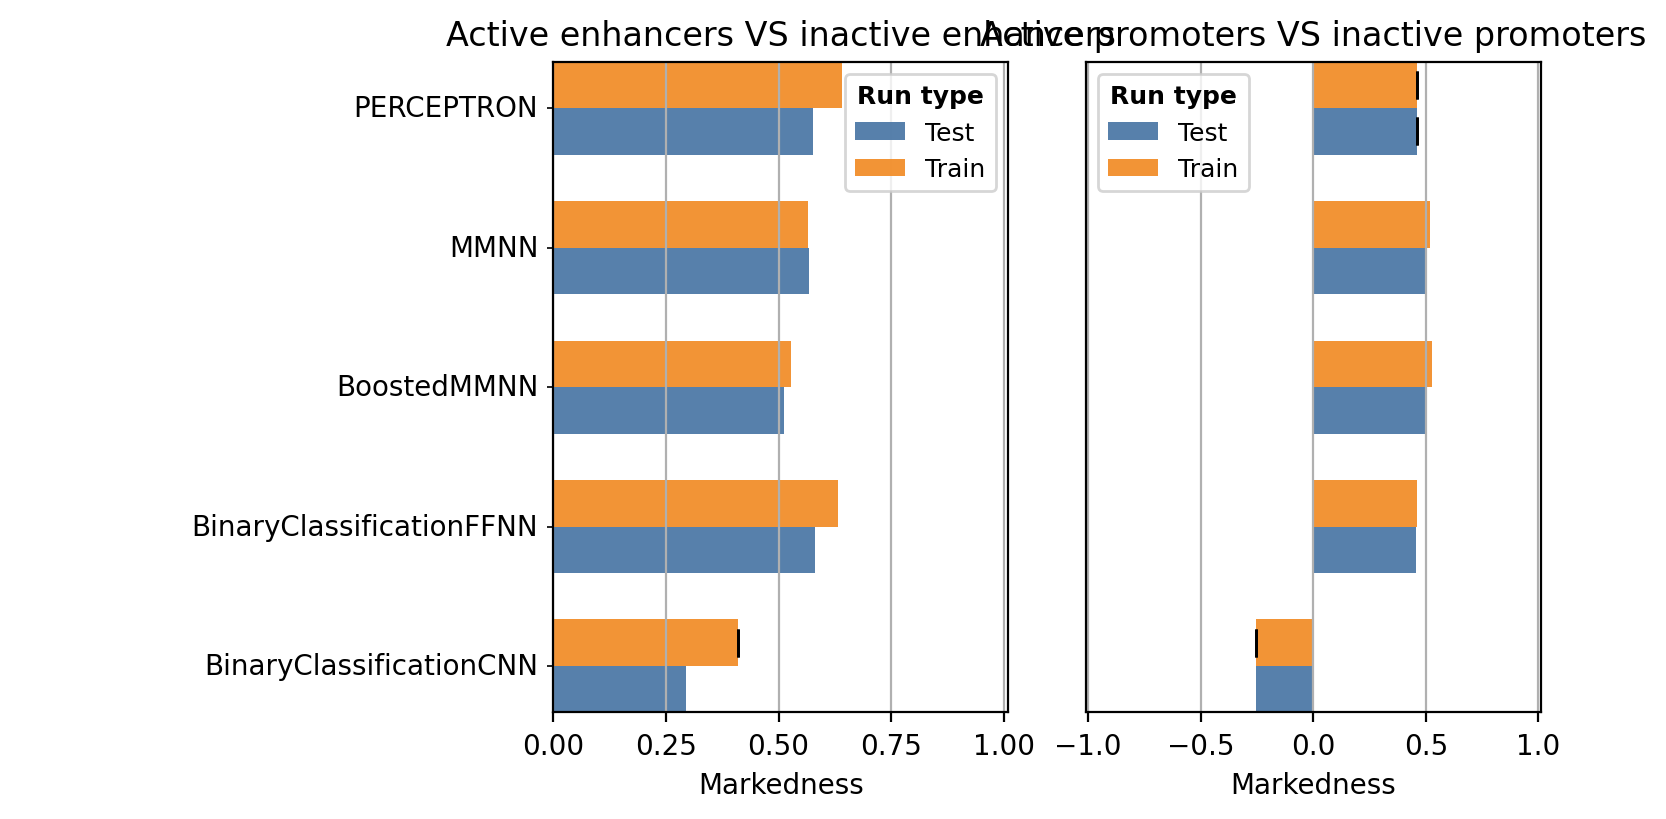 Active enhancers VS inactive enhancers
Active promoters VS inactive promoters
PERCEPTRON
MMNN
BoostedMMNN
BinaryClassificationFFNN
BinaryClassificationCNN
Run type
Test
Train
0.00 0.25 0.50 0.75 1.00
Markedness
Run type
Test
Train
−1.0 −0.5 0.0 0.5 1.0
Markedness